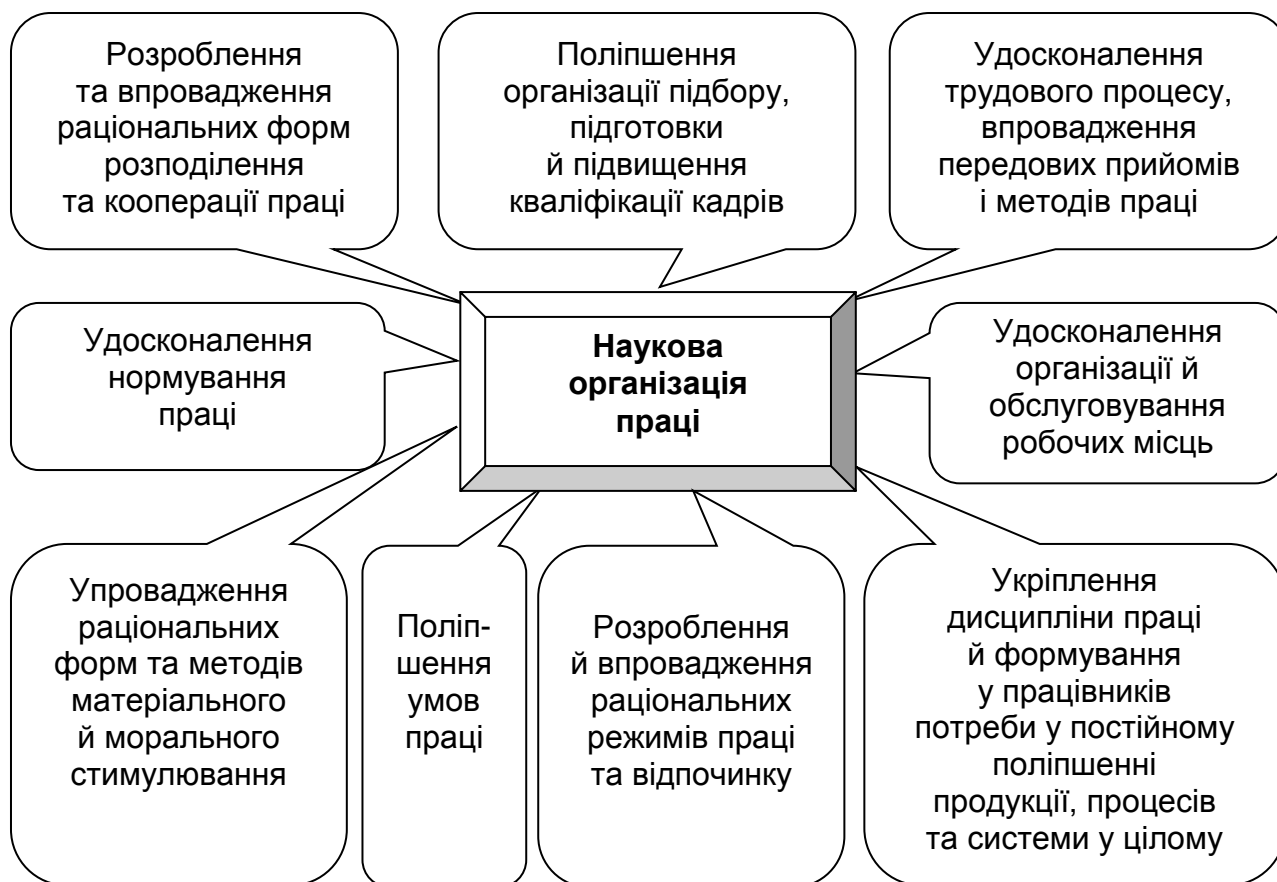 Розроблення
та впровадження
раціональних форм
розподілення
та кооперації праці
Поліпшення
організації підбору,
підготовки
й підвищення
кваліфікації кадрів
Удосконалення
трудового процесу,
впровадження
передових прийомів
і методів праці
Удосконалення
нормування
праці
Наукова
організація
праці
Удосконалення
організації й
обслуговування
робочих місць
Упровадження
раціональних
форм та методів
матеріального
й морального
стимулювання
Поліп-
шення
умов
праці
Розроблення
й впровадження
раціональних
режимів праці
та відпочинку
Укріплення
дисципліни праці
й формування
у працівників
потреби у постійному
поліпшенні
продукції, процесів
та системи у цілому